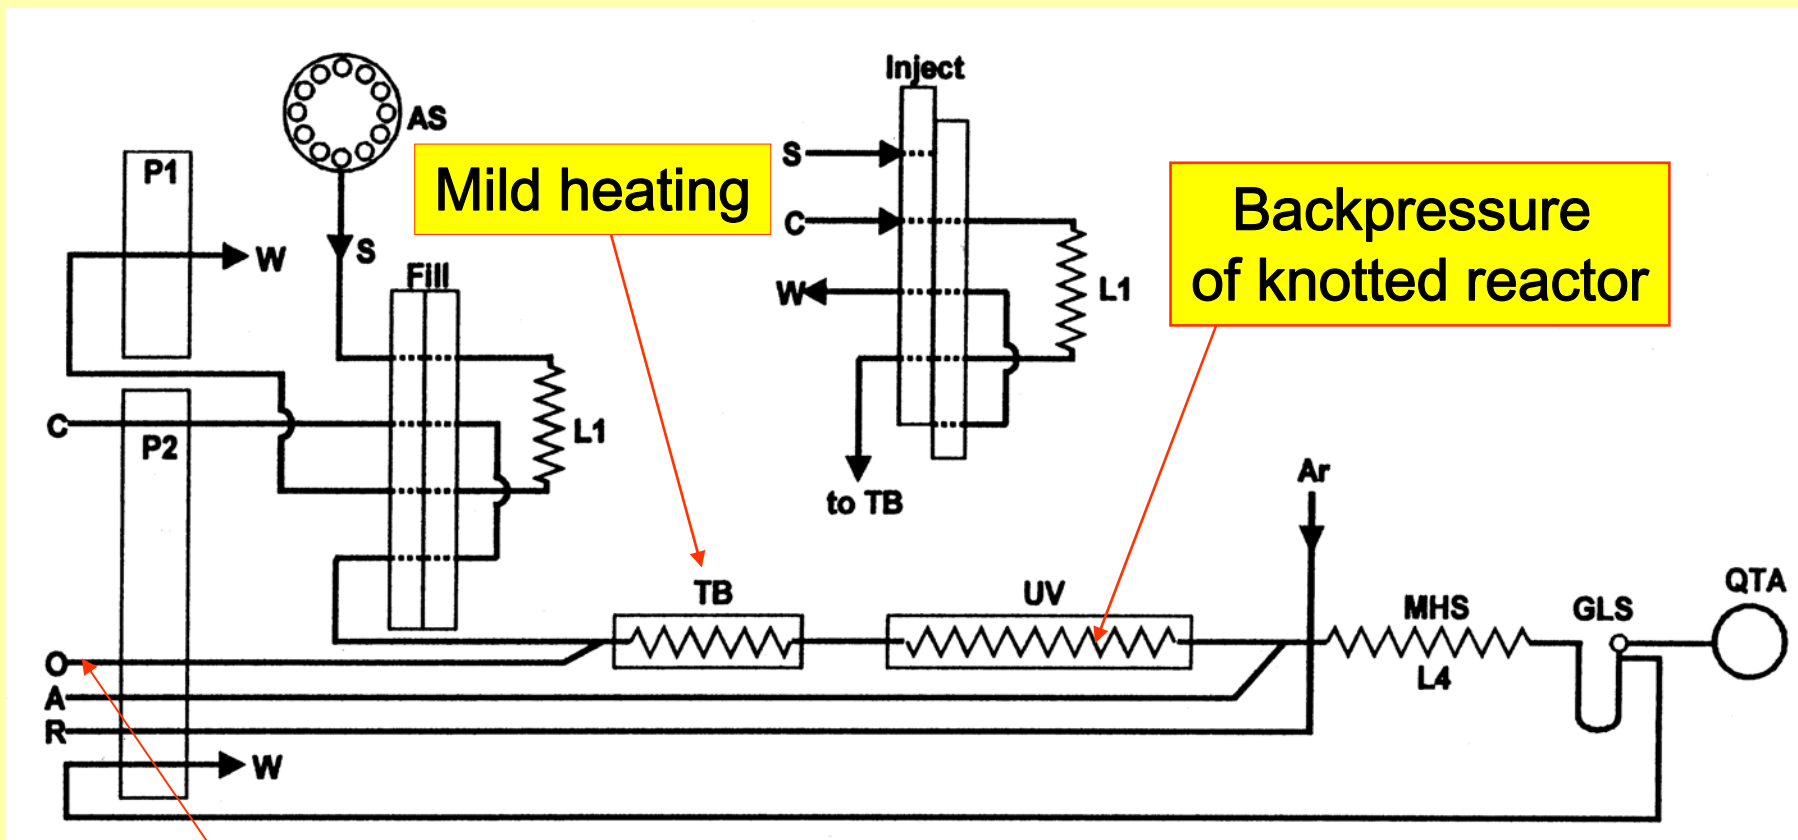 Inject
AS
P1
S
Mild heating
Backpressure
of knotted reactor
C
W
S
Fill
W
L1
C
P2
L1
to TB
Ar
TB
UV
MHS
GLS
QTA
O
A
L4
R
W